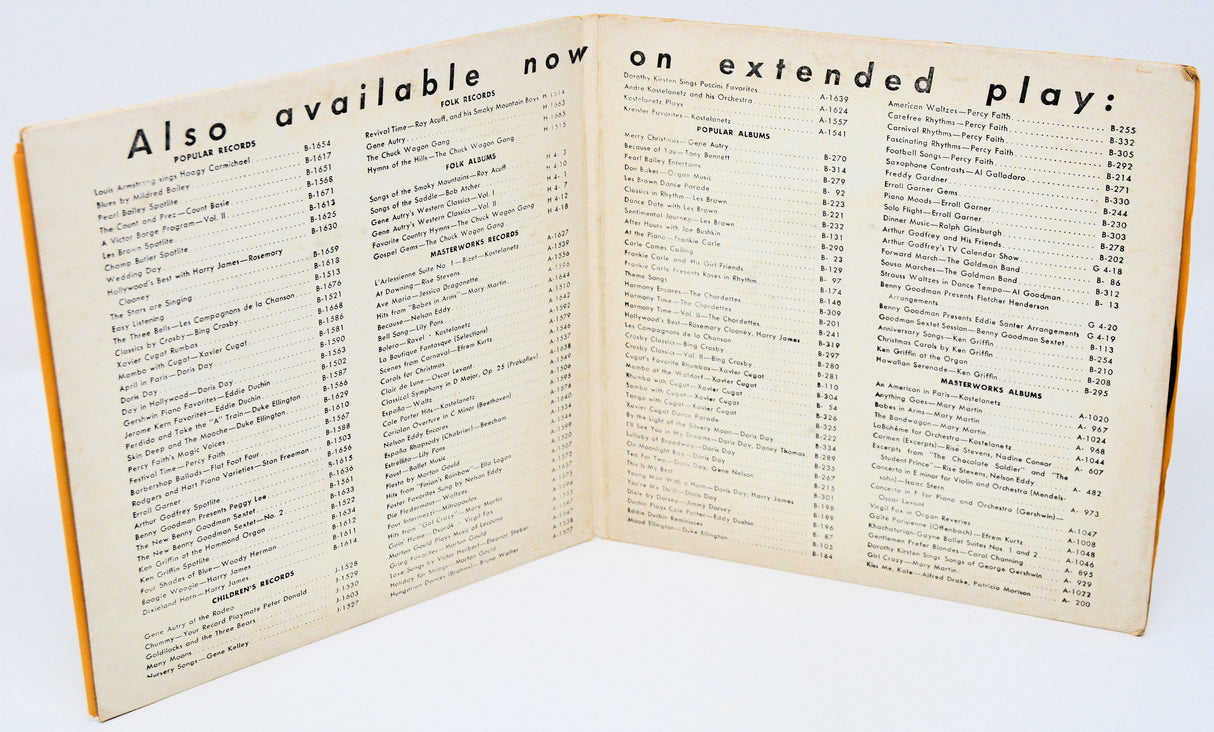 Also available now on extended play:
POPULAR RECORDS
Louis Armstrong sings Hoagy Carmichael B-1654
Blues by Mildred Bailey B-1617
Pearl Bailey Spotlite B-1651
The Count and Prez—Count Basie B-1568
A Victor Borge Program—Vol. II B-1671
Les Brown Spotlite B-1613
Champ Butler Spotlite B-1625
Wedding Day B-1630
Hollywood's Best with Harry James—Rosemary
Clooney B-1659
The Stars are Singing B-1618
Easy Listening B-1513
The Three Bells—Les Compagnons de la Chanson B-1676
Classics by Crosby—Bing Crosby B-1521
Xavier Cugat Rumbas B-1668
Mambo with Cugat—Xavier Cugat B-1586
April in Paris—Doris Day B-1581
Doris Day B-1590
Day in Hollywood—Doris Day B-1563
Gershwin Piano Favorites—Eddie Duchin B-1502
Jerome Kern Favorites—Eddie Duchin B-1587
Perdido and Take the "A" Train—Duke Ellington B-1566
Skin Deep and The Mooche—Duke Ellington B-1629
Percy Faith's Magic Voices B-1610
Festival Time—Percy Faith B-1567
Barbershop Ballads—Flat Foot Four B-1588
Rodgers and Hart Piano Varieties—Stan Freeman B-1503
Erroll Garner B-1656
Arthur Godfrey Spotlite B-1615
Benny Goodman Presents Peggy Lee B-1636
The New Benny Goodman Sextet B-1561
The New Benny Goodman Sextet—No. 2 B-1633
Ken Griffin at the Hammond Organ B-1522
Ken Griffin Spotlite B-1634
Four Shades of Blue—Woody Herman B-1612
Boogie Woogie—Harry James B-1614
Dixieland Horn—Harry James
CHILDREN'S RECORDS
Gene Autry at the Rodeo J-1528
Chummy—Your Record Playmate Peter Donald J-1529
Goldilocks and the Three Bears J-1530
Many Moons J-1603
Nursery Songs—Gene Kelley J-1527
FOLK RECORDS
Revival Time—Roy Acuff, and his Smoky Mountain Boys H-1514
Gene Autry H-1663
The Chuck Wagon Gang H-1665
Hymns of the Hills—The Chuck Wagon Gang H-1515
FOLK ALBUMS
Songs of the Smoky Mountains—Roy Acuff H 4- 3
Songs of the Saddle—Bob Atcher H 4-10
Gene Autry's Western Classics—Vol. I H 4- 1
Gene Autry's Western Classics—Vol. II H 4- 7
Favorite Country Hymns—The Chuck Wagon Gang H 4-12
Gospel Gems—The Chuck Wagon Gang H 4-18
MASTERWORKS RECORDS
L'Arlesienne Suite No. 1—Bizet—Kostelanetz A-1627
At Dawning—Rise Stevens A-1539
Ave Maria—Jessica Dragonette A-1556
Hits from "Babes in Arms"—Mary Martin A-1596
Because—Nelson Eddy A-1644
Bell Song—Lily Pons A-1510
Bolero—Ravel - Kostelanetz A-1642
La Boutique Fantasque (Selections) A-1592
Scenes from Carnaval—Efrem Kurtz A-1579
Carols for Christmas A-1546
Clair de Lune—Oscar Levant A-1537
Classical Symphony in D Major, Op. 25 (Prokofiev) A-1638
España—Waltz A-1549
Cole Porter Hits—Kostelanetz A-1506
Coriolan Overture in C Minor (Beethoven) A-1595
Nelson Eddy Encores A-1576
España Rhapsody (Chabrier)—Beecham A-1640
Estrellita—Lily Pons A-1534
Faust—Ballet Music A-1544
Fiesta by Morton Gould A-1598
Hits from "Finian's Rainbow"—Ella Logan A-1520
Foster Favorites Sung by Nelson Eddy A-1507
Die Fledermaus—Waltzes A-1572
Four Intermezzi—Mitropoulos A-1637
Hits from "Girl Crazy"—Mary Martin A-1575
Goin' Home—Dvorák - Virgil Fox
Morton Gould Plays Music of Lecuona
Grieg Favorites—Morton Gould
Love Songs by Victor Herbert—Eleanor Steber A-1547
Holiday for Strings—Morton Gould A-1558
Hungarian Dances (Brahms)—Bruno Walter A-1507
Dorothy Kirsten Sings Puccini Favorites A-1639
Andre Kostelanetz and his Orchestra A-1624
Kostelanetz Plays A-1557
Kreisler Favorites—Kostelanetz A-1541
POPULAR ALBUMS
Merry Christmas—Gene Autry B-270
Because of You—Tony Bennett B-314
Pearl Bailey Entertains B-279
Don Baker—Organ Music B- 92
Les Brown Dance Parade B-223
Classics in Rhythm—Les Brown B-221
Dance Date with Les Brown B-232
Sentimental Journey—Les Brown B-131
After Hours with Joe Bushkin B-290
At the Piano—Frankie Carle B- 23
Carle Comes Calling B-129
Frankie Carle and His Girl Friends B- 97
Frankie Carle Presents Roses in Rhythm B-174
Theme Songs B-148
Harmony Encores—The Chordettes B-309
Harmony Time—The Chordettes B-201
Harmony Time—Vol. II—The Chordettes B-241
Hollywood's Best—Rosemary Clooney, Harry James B-319
Les Compagnons de la Chanson B-297
Crosby Classics—Bing Crosby B-280
Crosby Classics—Vol. II—Bing Crosby B-281
Cugat's Favorite Rhumbas—Xavier Cugat B-110
Mambo at the Waldorf—Xavier Cugat B-304
Rhumba with Cugat—Xavier Cugat B- 54
Samba with Cugat—Xavier Cugat B-326
Tango with Cugat—Xavier Cugat B-325
Xavier Cugat Dance Parade B-222
By the Light of the Silvery Moon—Doris Day B-334
I'll See You in My Dreams—Doris Day, Danny Thomas B-289
Lullaby of Broadway—Doris Day B-235
On Moonlight Bay—Doris Day B-267
Tea For Two—Doris Day, Gene Nelson B-215
This Is My Best B-301
Young Man With a Horn—Doris Day, Harry James B-198
You're My Thrill—Doris Day B-189
Dixie by Dorsey—Jimmy Dorsey B-196
Duchin Plays Cole Porter—Eddy Duchin B- 87
Eddie Duchin Reminisces B-105
Mood Ellington—Duke Ellington B-164
American Waltzes—Percy Faith B-255
Carefree Rhythms—Percy Faith B-332
Carnival Rhythms—Percy Faith B-305
Fascinating Rhythms—Percy Faith B-292
Football Songs—Percy Faith B-214
Saxophone Contrasts—Al Gallodoro B-271
Freddy Gardner B-330
Erroll Garner Gems B-244
Piano Moods—Erroll Garner B-230
Solo Flight—Erroll Garner B-303
Dinner Music—Ralph Ginsburgh B-278
Arthur Godfrey and His Friends B-202
Arthur Godfrey's TV Calendar Show G 4-18
Forward March—The Goldman Band B- 86
Sousa Marches—The Goldman Band B-312
Strauss Waltzes in Dance Tempo—Al Goodman B- 13
Benny Goodman Presents Fletcher Henderson
Arrangements G 4-20
Benny Goodman Presents Eddie Sauter Arrangements G 4-19
Goodman Sextet Session—Benny Goodman Sextet B-113
Anniversary Songs—Ken Griffin B-254
Christmas Carols by Ken Griffin B-210
Ken Griffin at the Organ B-208
Hawaiian Serenade—Ken Griffin B-295
MASTERWORKS ALBUMS
An American in Paris—Kostelanetz A-1020
Anything Goes—Mary Martin A- 967
Babes in Arms—Mary Martin A-1024
The Bandwagon—Mary Martin A- 968
LaBohème for Orchestra—Kostelanetz A-1044
Carmen (Excerpts)—Rise Stevens, Nadine Connor A- 607
Excerpts from "The Chocolate Soldier" and "The
Student Prince"—Rise Stevens, Nelson Eddy A- 482
Concerto in E minor for Violin and Orchestra (Mendels-
sohn)—Isaac Stern A- 973
Concerto in F for Piano and Orchestra (Gershwin)—
Oscar Levant A-1047
Virgil Fox in Organ Reveries A-1008
Gaite Parisienne (Offenbach)—Efrem Kurtz A-1048
Khachaturian-Gayne Ballet Suites Nos. 1 and 2 A-1046
Gentlemen Prefer Blondes—Carol Channing A- 895
Dorothy Kirsten Sings Songs of George Gershwin A- 929
Girl Crazy—Mary Martin A-1022
Kiss Me, Kate—Alfred Drake, Patricia Morison A- 200